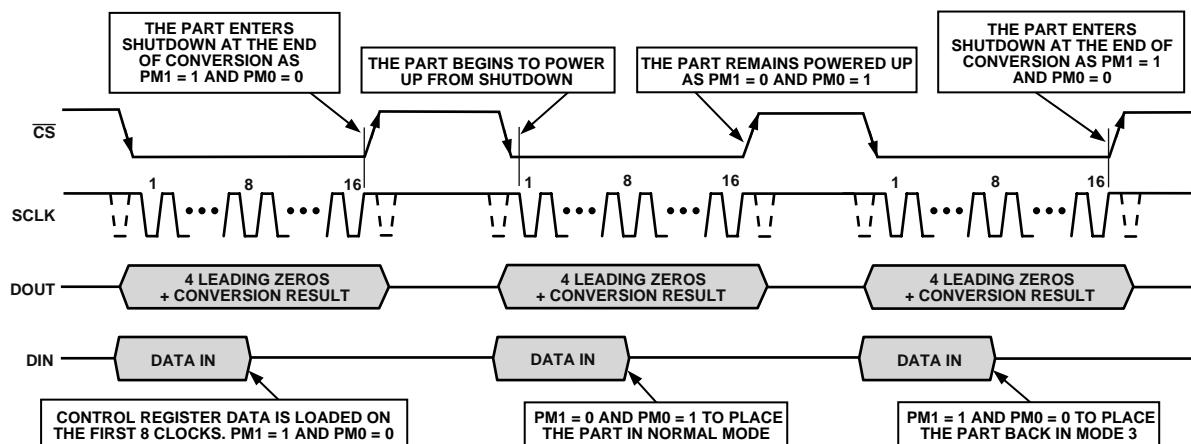 THE PART ENTERS
SHUTDOWN AT THE END
OF CONVERSION AS
PM1 = 1 AND PM0 = 0
THE PART BEGINS TO POWER
UP FROM SHUTDOWN
THE PART REMAINS POWERED UP
AS PM1 = 0 AND PM0 = 1
THE PART ENTERS
SHUTDOWN AT THE END OF
CONVERSION AS PM1 = 1
AND PM0 = 0
CS
1 8 16 1 8 16 1 8 16
SCLK
DOUT
4 LEADING ZEROS
+ CONVERSION RESULT
4 LEADING ZEROS
+ CONVERSION RESULT
4 LEADING ZEROS
+ CONVERSION RESULT
DIN
DATA IN
DATA IN
DATA IN
CONTROL REGISTER DATA IS LOADED ON
THE FIRST 8 CLOCKS. PM1 = 1 AND PM0 = 0
PM1 = 0 AND PM0 = 1 TO PLACE
THE PART IN NORMAL MODE
PM1 = 1 AND PM0 = 0 TO PLACE
THE PART BACK IN MODE 3